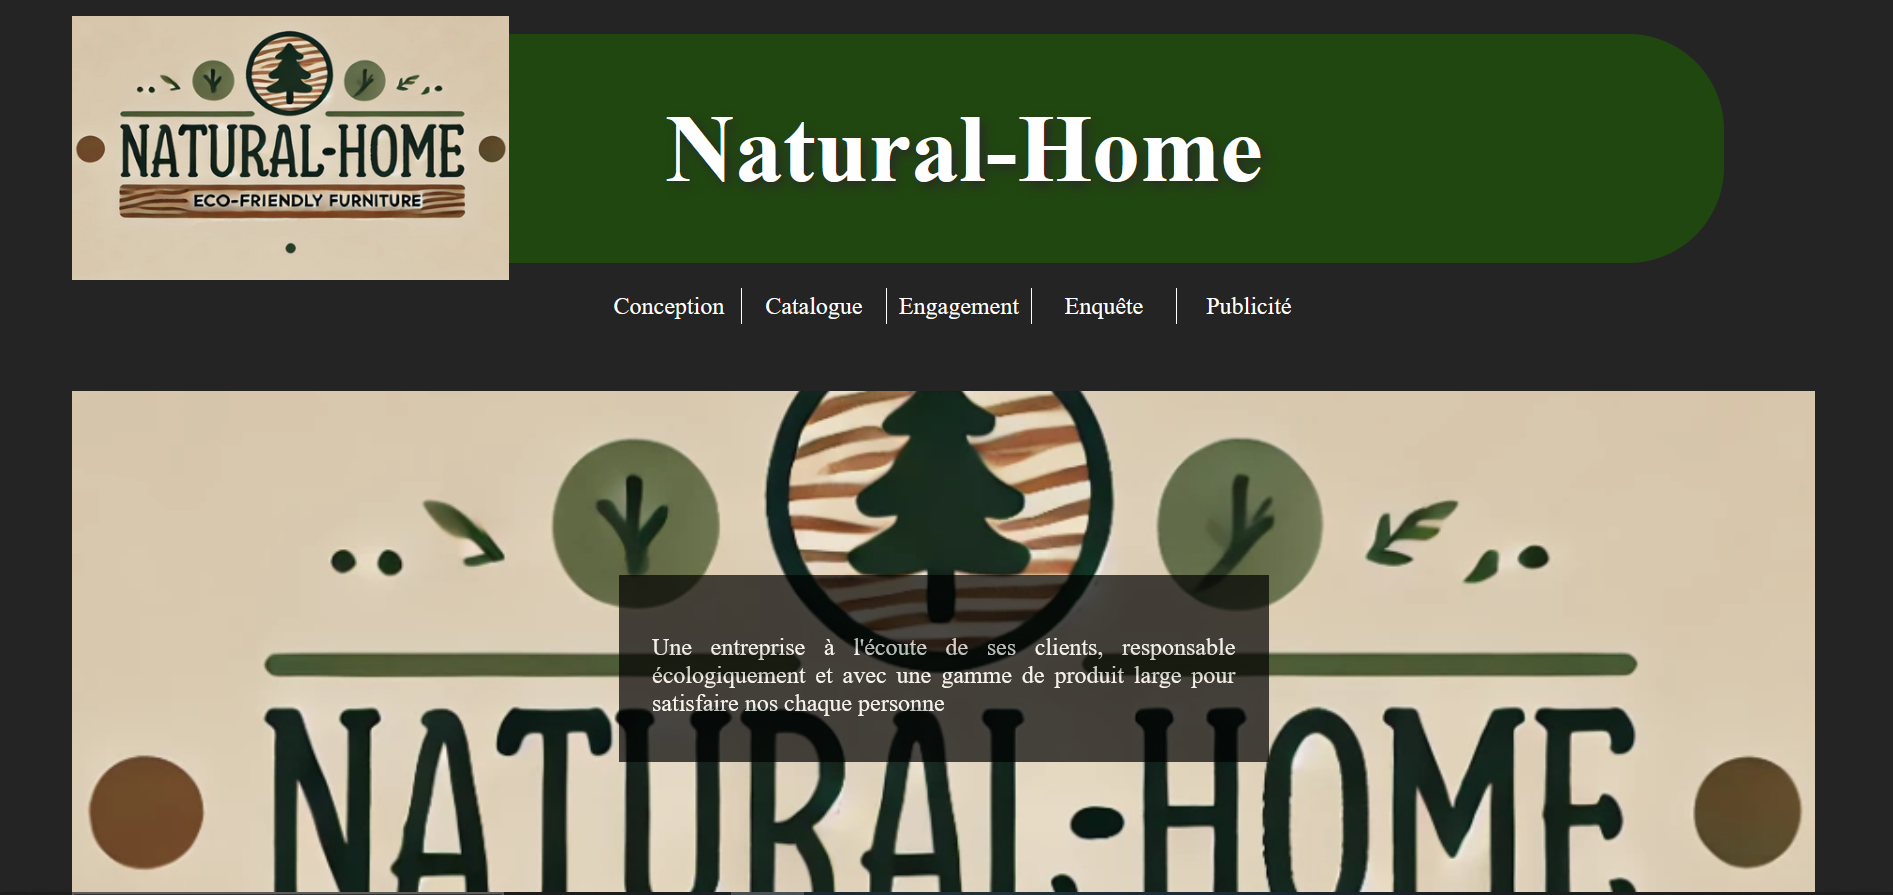 NATURAL-HOME
ECO-FRIENDLY FURNITURE
Natural-Home
Conception
Catalogue
Engagement
Enquête
Publicité
Une entreprise à l'écoute de ses clients, responsable
écologiquement et avec une gamme de produit large pour
satisfaire nos chaque personne
NATURAL-HOME